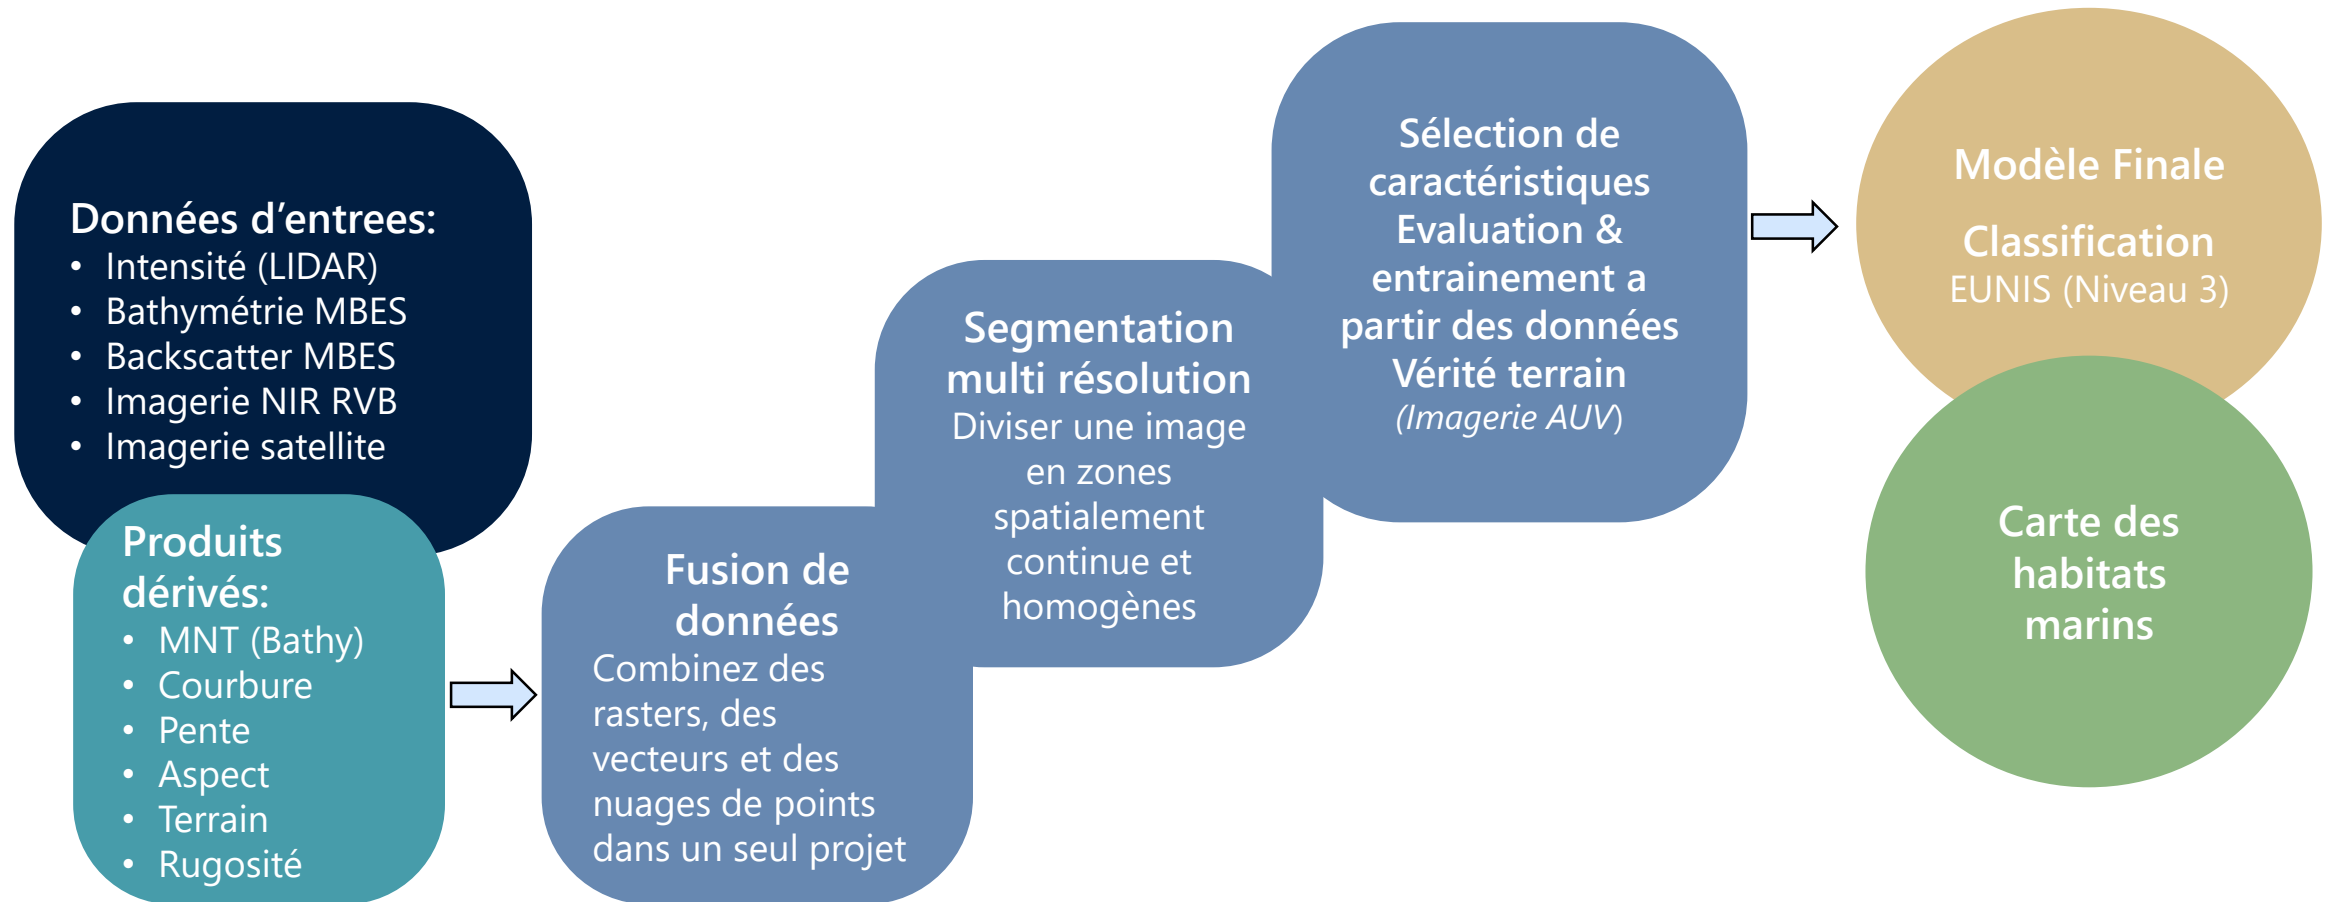 Données d’entrees:
• Intensité (LIDAR)
• Bathymétrie MBES
• Backscatter MBES
• Imagerie NIR RVB
• Imagerie satellite
Produits
dérivés:
• MNT (Bathy)
• Courbure
• Pente
• Aspect
• Terrain
• Rugosité
Fusion de
données
Combinez des
rasters, des
vecteurs et des
nuages de points
dans un seul projet
Segmentation
multi résolution
Diviser une image
en zones
spatialement
continue et
homogènes
Sélection de
caractéristiques
Evaluation &
entrainement a
partir des données
Vérité terrain
(Imagerie AUV)
Modèle Finale
Classification
EUNIS (Niveau 3)
Carte des
habitats
marins